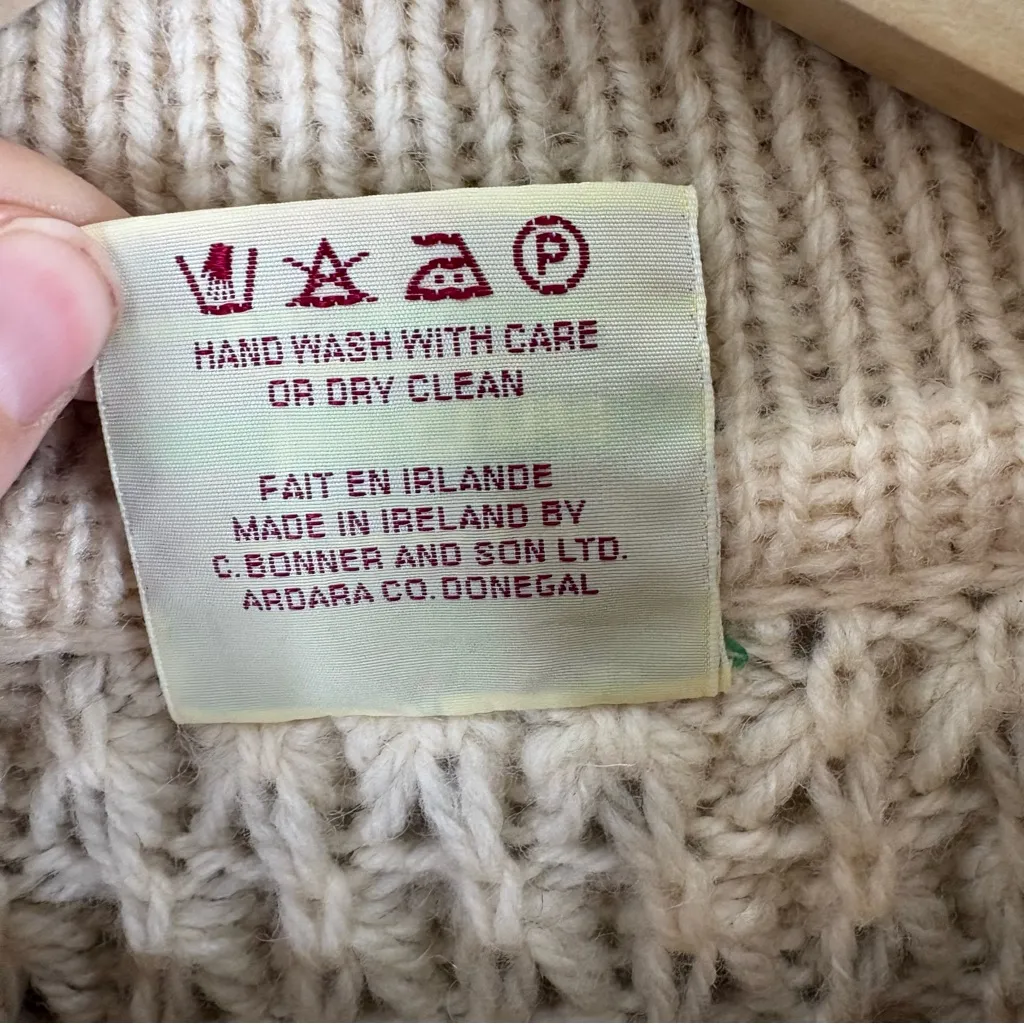 P
HAND WASH WITH CARE
OR DRY CLEAN
FAIT EN IRLANDE
MADE IN IRELAND BY
C. BONNER AND SON LTD.
ARDARA CO. DONEGAL